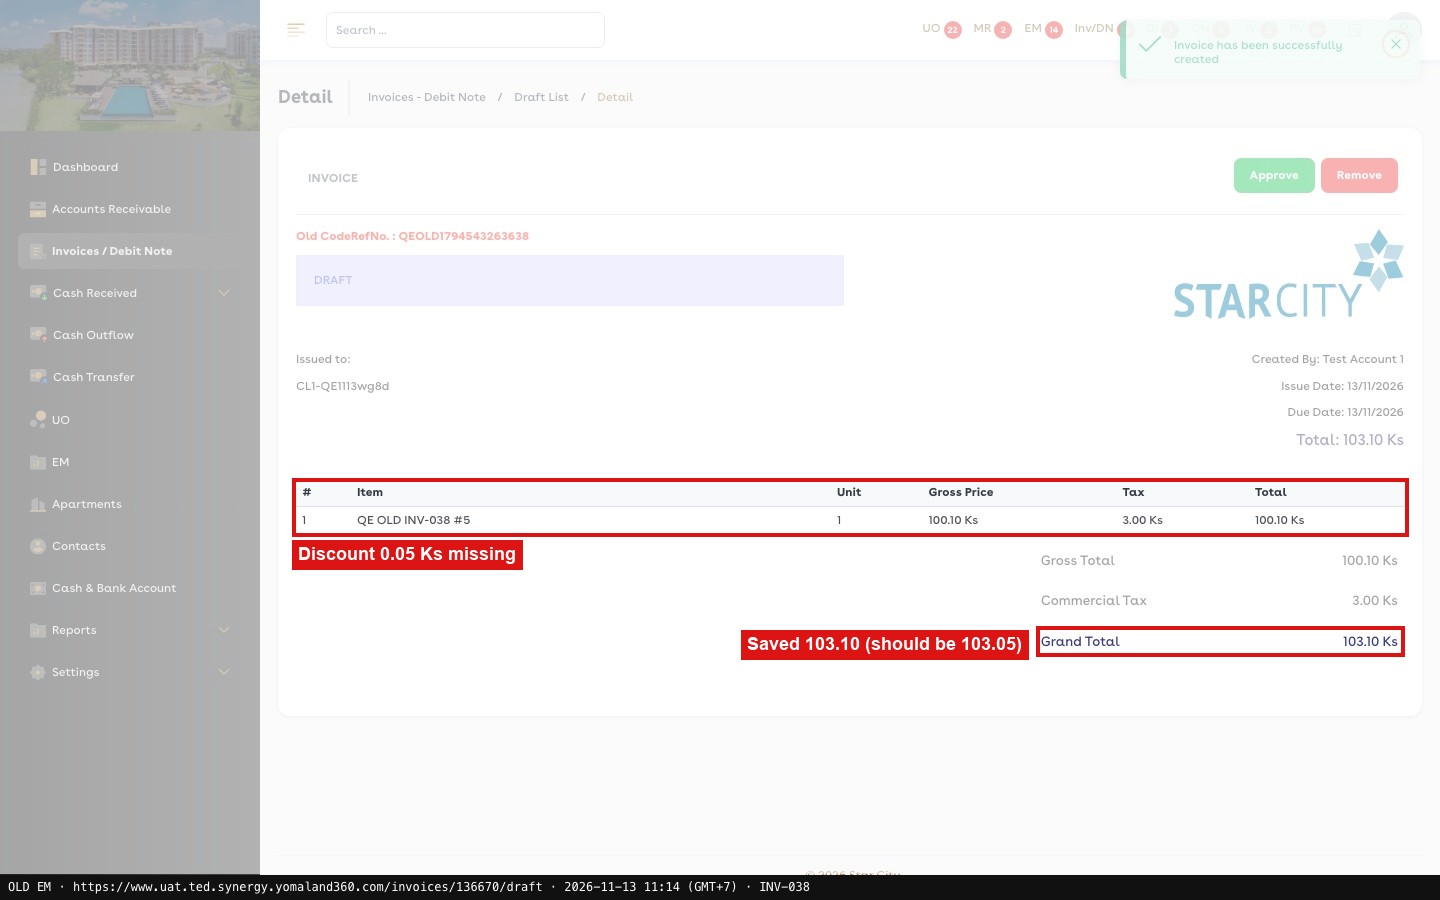 Search ...
UO 22 MR 2 EM 14 Inv/DN
Invoice has been successfully
created
Detail
Invoices - Debit Note / Draft List / Detail
Dashboard
Accounts Receivable
Invoices / Debit Note
Cash Received
Cash Outflow
Cash Transfer
UO
EM
Apartments
Contacts
Cash & Bank Account
Reports
Settings
INVOICE
Approve Remove
Old CodeRefNo. : QEOLD1794543263638
DRAFT
STARCITY
Issued to:
CL1-QE1113wg8d
Created By: Test Account 1
Issue Date: 13/11/2026
Due Date: 13/11/2026
Total: 103.10 Ks
# Item Unit Gross Price Tax Total
1 QE OLD INV-038 #5 1 100.10 Ks 3.00 Ks 100.10 Ks
Discount 0.05 Ks missing
Gross Total 100.10 Ks
Commercial Tax 3.00 Ks
Saved 103.10 (should be 103.05)
Grand Total 103.10 Ks
© 2026 Star City
OLD EM · https://www.uat.ted.synergy.yomaland360.com/invoices/136670/draft · 2026-11-13 11:14 (GMT+7) · INV-038